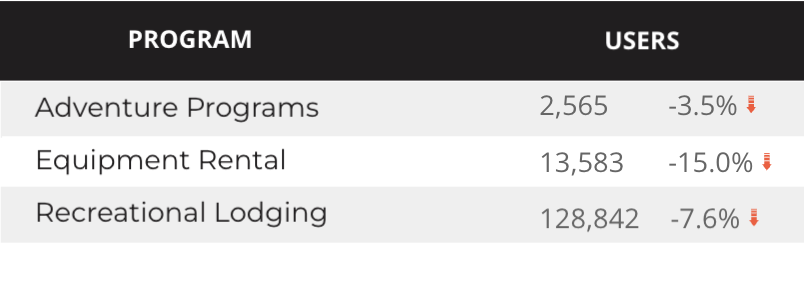 PROGRAM USERS
Adventure Programs 2,565 -3.5%
Equipment Rental 13,583 -15.0%
Recreational Lodging 128,842 -7.6%